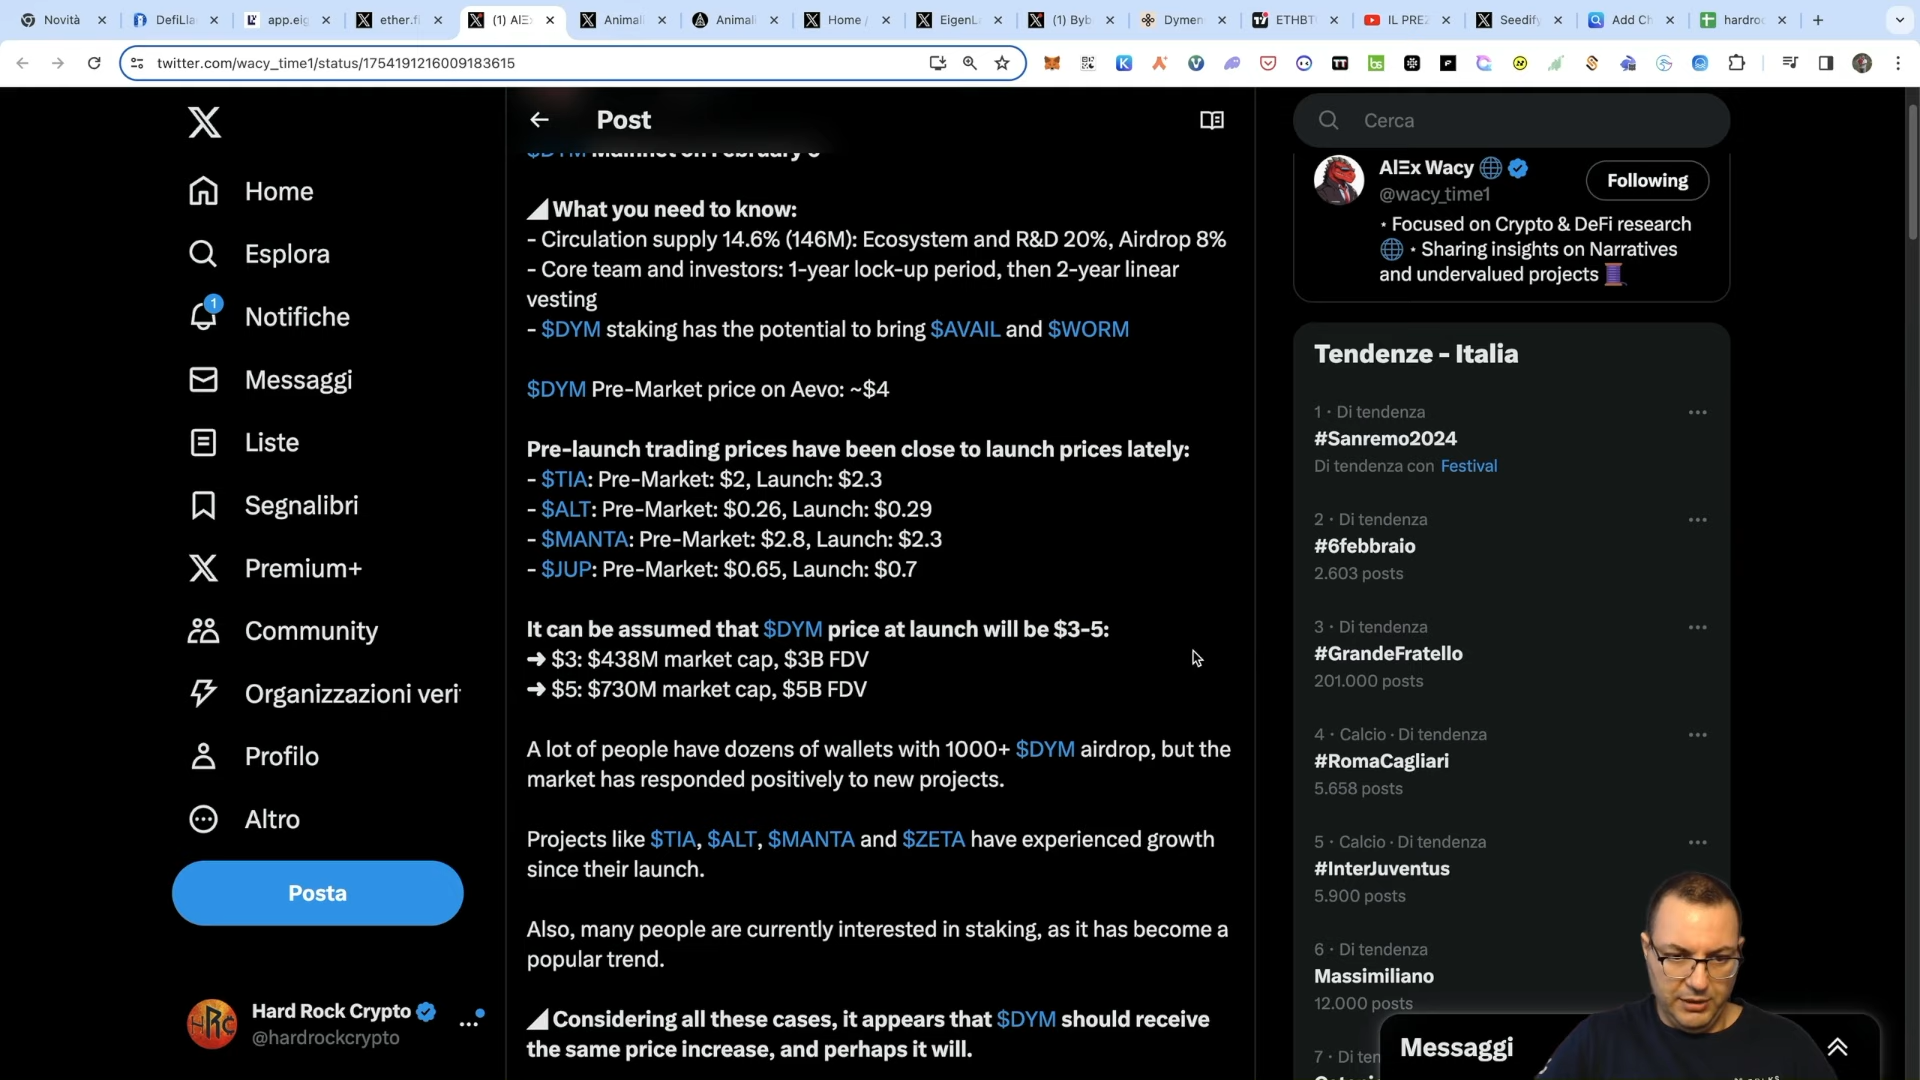 Novità
DefiLla
app.eig
ether.fi
(1) AlΞx
Animali
Animali
Home /
EigenL
(1) Byb
Dymen
ETHBT
IL PREZ
Seedify
Add Ch
hardroc
twitter.com/wacy_time1/status/1754191216009183615
Home
Esplora
1
Notifiche
Messaggi
Liste
Segnalibri
Premium+
Community
Organizzazioni veri
Profilo
Altro
Posta
Hard Rock Crypto
@hardrockcrypto
Post
$DYM Mainnet on February 6
What you need to know:
- Circulation supply 14.6% (146M): Ecosystem and R&D 20%, Airdrop 8%
- Core team and investors: 1-year lock-up period, then 2-year linear
vesting
- $DYM staking has the potential to bring $AVAIL and $WORM
$DYM Pre-Market price on Aevo: ~$4
Pre-launch trading prices have been close to launch prices lately:
- $TIA: Pre-Market: $2, Launch: $2.3
- $ALT: Pre-Market: $0.26, Launch: $0.29
- $MANTA: Pre-Market: $2.8, Launch: $2.3
- $JUP: Pre-Market: $0.65, Launch: $0.7
It can be assumed that $DYM price at launch will be $3-5:
➜ $3: $438M market cap, $3B FDV
➜ $5: $730M market cap, $5B FDV
A lot of people have dozens of wallets with 1000+ $DYM airdrop, but the
market has responded positively to new projects.
Projects like $TIA, $ALT, $MANTA and $ZETA have experienced growth
since their launch.
Also, many people are currently interested in staking, as it has become a
popular trend.
Considering all these cases, it appears that $DYM should receive
the same price increase, and perhaps it will.
Cerca
AlΞx Wacy
@wacy_time1
Following
• Focused on Crypto & DeFi research
• Sharing insights on Narratives
and undervalued projects
Tendenze - Italia
1 · Di tendenza
#Sanremo2024
Di tendenza con Festival
2 · Di tendenza
#6febbraio
2.603 posts
3 · Di tendenza
#GrandeFratello
201.000 posts
4 · Calcio · Di tendenza
#RomaCagliari
5.658 posts
5 · Calcio · Di tendenza
#InterJuventus
5.900 posts
6 · Di tendenza
Massimiliano
12.000 posts
7 · Di ten
Messaggi